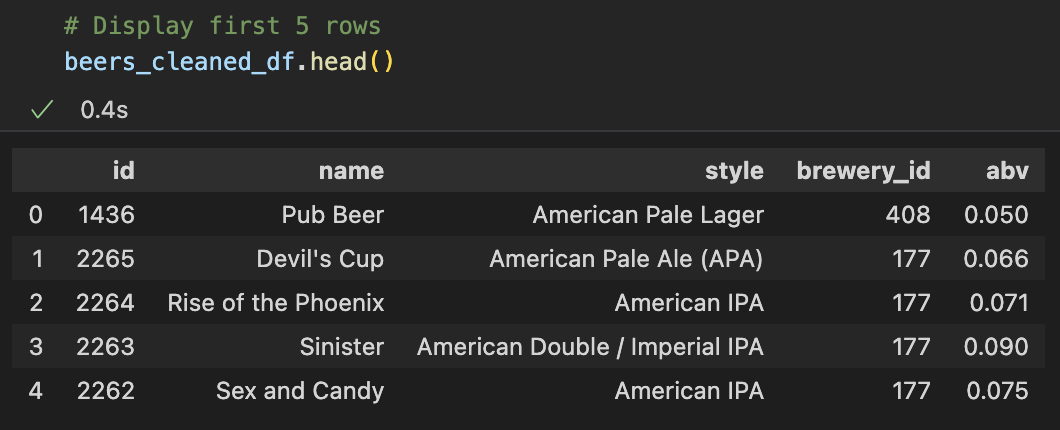 # Display first 5 rows
beers_cleaned_df.head()
0.4s
id name style brewery_id abv
0 1436 Pub Beer American Pale Lager 408 0.050
1 2265 Devil's Cup American Pale Ale (APA) 177 0.066
2 2264 Rise of the Phoenix American IPA 177 0.071
3 2263 Sinister American Double / Imperial IPA 177 0.090
4 2262 Sex and Candy American IPA 177 0.075